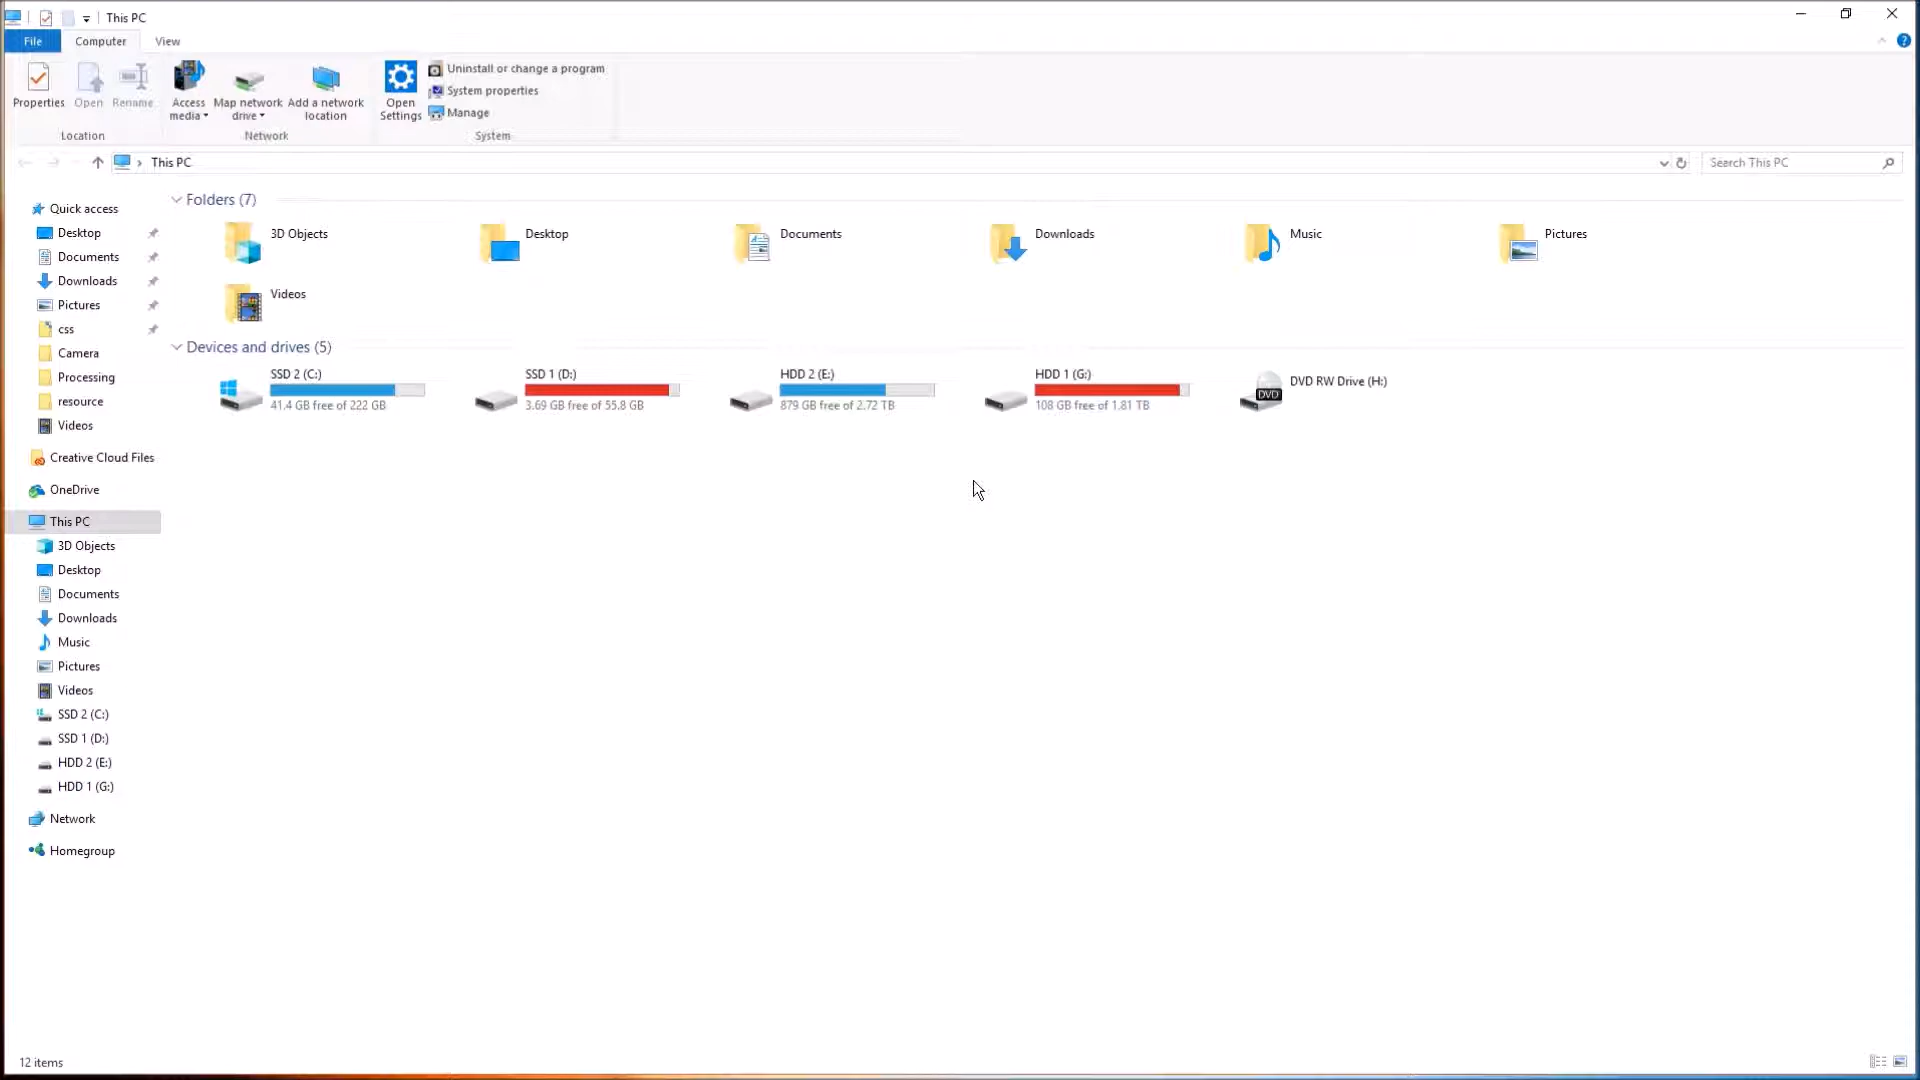 This PC
File Computer View
Properties Open Rename Access media Map network drive Add a network location Open Settings
Uninstall or change a program
System properties
Manage
Location Network System
This PC
Search This PC
Quick access
Desktop
Documents
Downloads
Pictures
css
Camera
Processing
resource
Videos
Creative Cloud Files
OneDrive
This PC
3D Objects
Desktop
Documents
Downloads
Music
Pictures
Videos
SSD 2 (C:)
SSD 1 (D:)
HDD 2 (E:)
HDD 1 (G:)
Network
Homegroup
Folders (7)
3D Objects Desktop Documents Downloads Music Pictures
Videos
Devices and drives (5)
SSD 2 (C:)
41.4 GB free of 222 GB
SSD 1 (D:)
3.69 GB free of 55.8 GB
HDD 2 (E:)
879 GB free of 2.72 TB
HDD 1 (G:)
108 GB free of 1.81 TB
DVD RW Drive (H:)
DVD
12 items